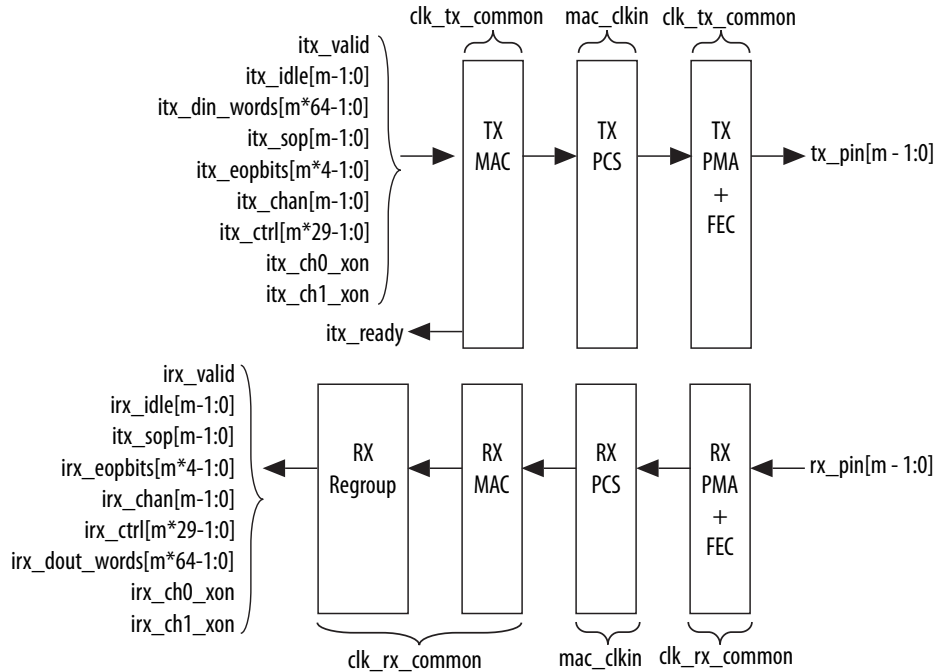 clk_tx_common
mac_clkin
clk_tx_common
itx_valid
itx_idle[m-1:0]
itx_din_words[m*64-1:0]
itx_sop[m-1:0]
itx_eopbits[m*4-1:0]
itx_chan[m-1:0]
itx_ctrl[m*29-1:0]
itx_ch0_xon
itx_ch1_xon
itx_ready
TX
MAC
TX
PCS
TX
PMA
+
FEC
tx_pin[m - 1:0]
irx_valid
irx_idle[m-1:0]
itx_sop[m-1:0]
irx_eopbits[m*4-1:0]
irx_chan[m-1:0]
irx_ctrl[m*29-1:0]
irx_dout_words[m*64-1:0]
irx_ch0_xon
irx_ch1_xon
RX
Regroup
RX
MAC
RX
PCS
RX
PMA
+
FEC
rx_pin[m - 1:0]
clk_rx_common
mac_clkin
clk_rx_common